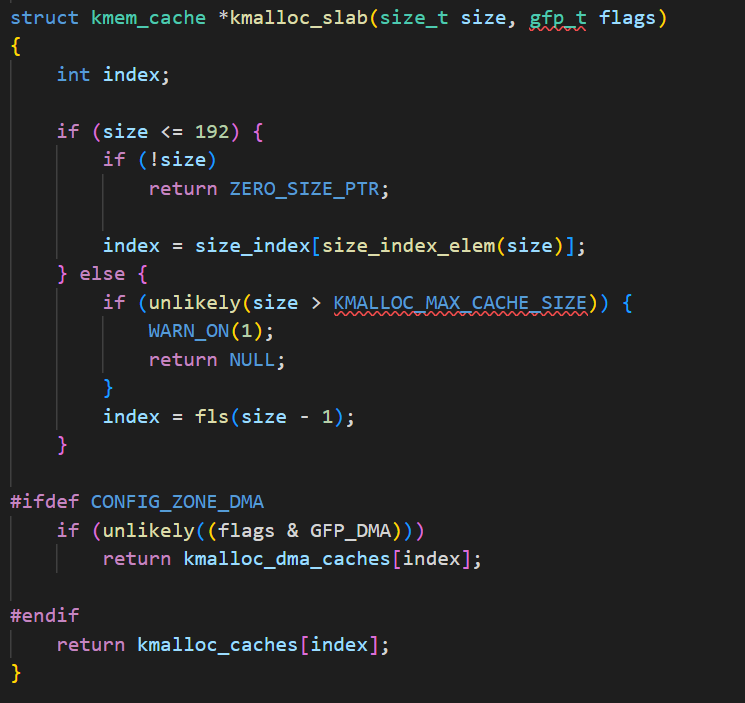 struct kmem_cache *kmalloc_slab(size_t size, gfp_t flags)
{
    int index;

    if (size <= 192) {
        if (!size)
            return ZERO_SIZE_PTR;

        index = size_index[size_index_elem(size)];
    } else {
        if (unlikely(size > KMALLOC_MAX_CACHE_SIZE)) {
            WARN_ON(1);
            return NULL;
        }
        index = fls(size - 1);
    }

#ifdef CONFIG_ZONE_DMA
    if (unlikely((flags & GFP_DMA)))
        return kmalloc_dma_caches[index];

#endif
    return kmalloc_caches[index];
}